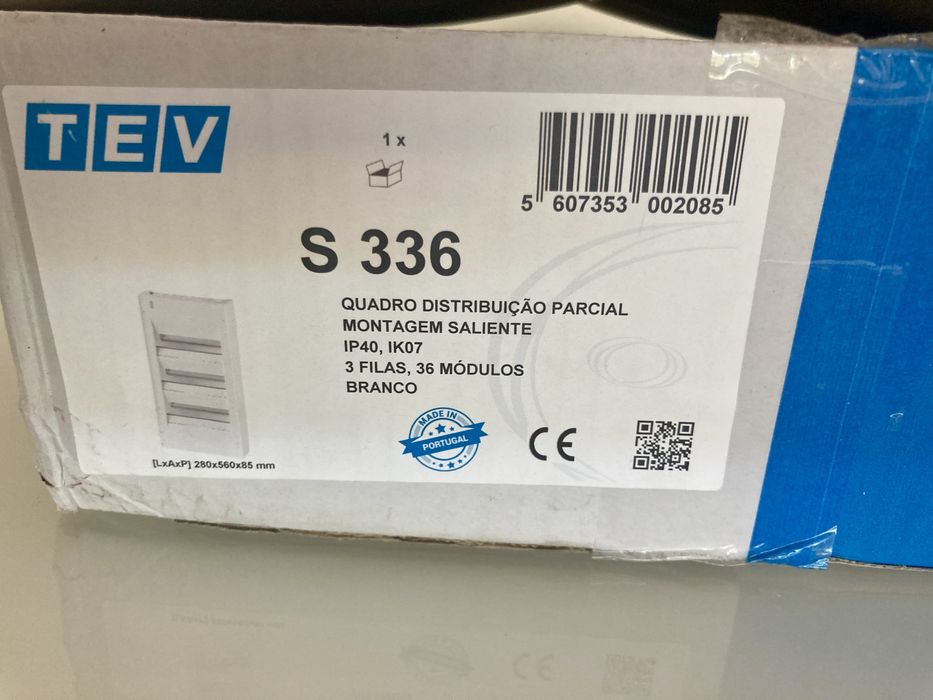 TEV
1 x
5 607353 002085
S 336
QUADRO DISTRIBUIÇÃO PARCIAL
MONTAGEM SALIENTE
IP40, IK07
3 FILAS, 36 MÓDULOS
BRANCO
MADE IN
PORTUGAL
CE
[LxAxP] 280x560x85 mm